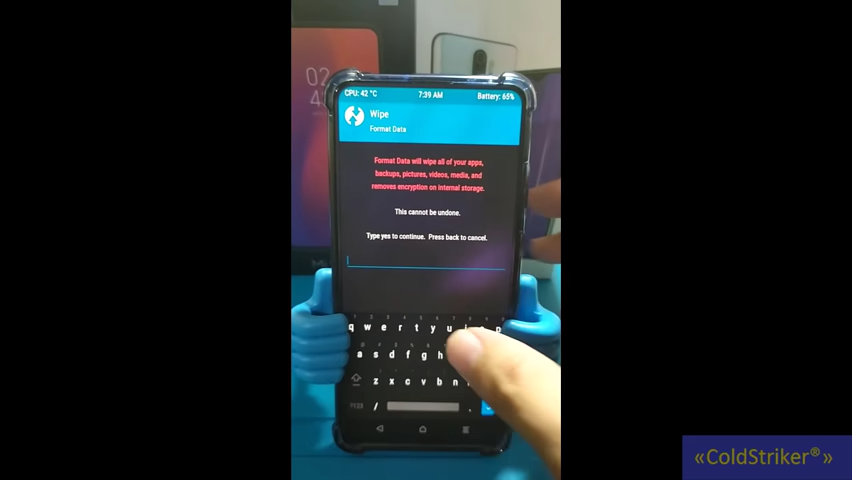 02
4
CPU: 42 °C 7:39 AM Battery: 65%
Wipe
Format Data
Format Data will wipe all of your apps,
backups, pictures, videos, media, and
removes encryption on internal storage.
This cannot be undone.
Type yes to continue. Press back to cancel.
q w e r t y u i p
a s d f g h
z x c v b n
/ .
«ColdStriker®»